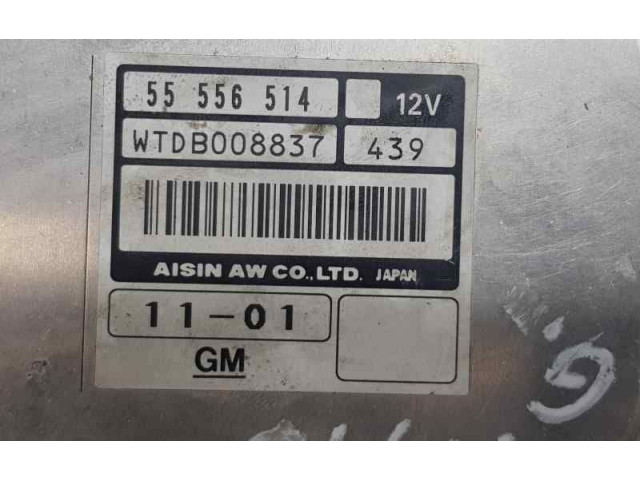 55 556 514 12V
WTDB008837 439
AISIN AW CO.,LTD. JAPAN
11-01
GM